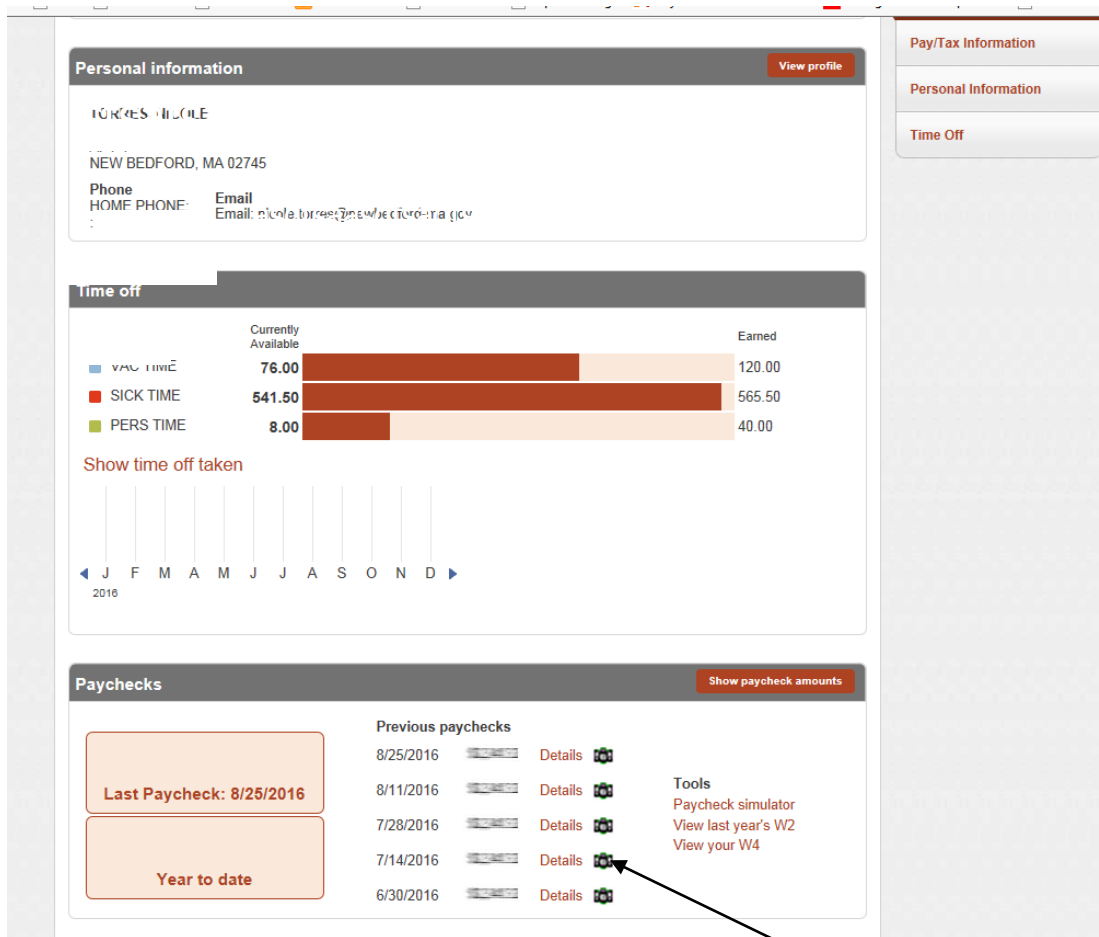 Pay/Tax Information
Personal Information
Time Off
Personal information
View profile
NEW BEDFORD, MA 02745
Phone
HOME PHONE:
:
Email
Email:
Time off
Currently
Available
Earned
VAC TIME 76.00 120.00
SICK TIME 541.50 565.50
PERS TIME 8.00 40.00
Show time off taken
J F M A M J J A S O N D
2016
Paychecks
Show paycheck amounts
Last Paycheck: 8/25/2016
Year to date
Previous paychecks
8/25/2016 Details
8/11/2016 Details
7/28/2016 Details
7/14/2016 Details
6/30/2016 Details
Tools
Paycheck simulator
View last year's W2
View your W4